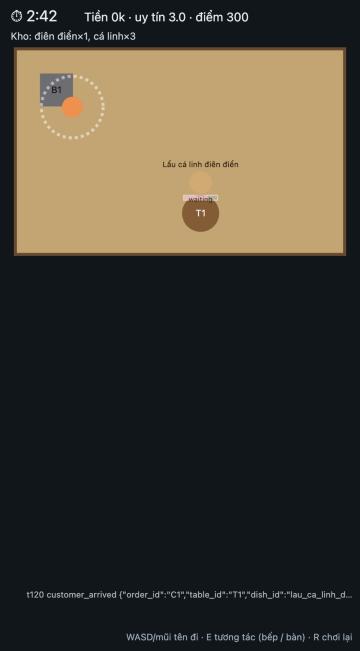 ⏱ 2:42 Tiền 0k · uy tín 3.0 · điểm 300
Kho: điên điển×1, cá linh×3
B1
Lẩu cá linh điên điển
waiting
T1
t120 customer_arrived {"order_id":"C1","table_id":"T1","dish_id":"lau_ca_linh_d...
WASD/mũi tên đi · E tương tác (bếp / bàn) · R chơi lại